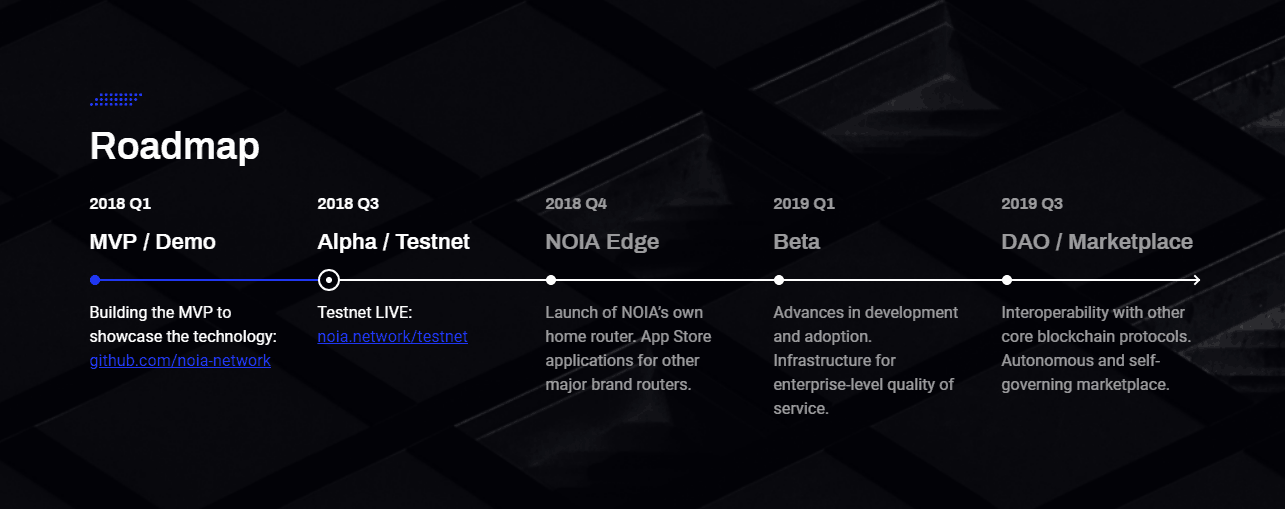 Roadmap
2018 Q1
MVP / Demo
Building the MVP to
showcase the technology:
github.com/noia-network
2018 Q3
Alpha / Testnet
Testnet LIVE:
noia.network/testnet
2018 Q4
NOIA Edge
Launch of NOIA's own
home router. App Store
applications for other
major brand routers.
2019 Q1
Beta
Advances in development
and adoption.
Infrastructure for
enterprise-level quality of
service.
2019 Q3
DAO / Marketplace
Interoperability with other
core blockchain protocols.
Autonomous and self-
governing marketplace.